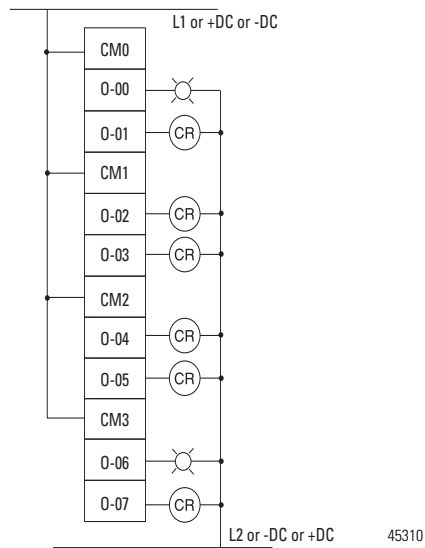 L1 or +DC or -DC
CM0
O-00
O-01 CR
CM1
O-02 CR
O-03 CR
CM2
O-04 CR
O-05 CR
CM3
O-06
O-07 CR
L2 or -DC or +DC 45310